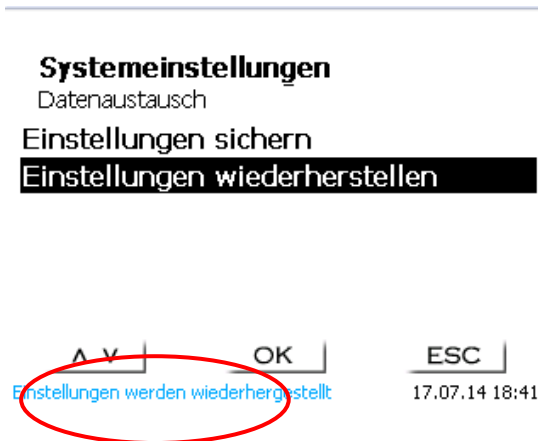 Systemeinstellungen
Datenaustausch
Einstellungen sichern
Einstellungen wiederherstellen
Λ V OK ESC
Einstellungen werden wiederhergestellt 17.07.14 18:41